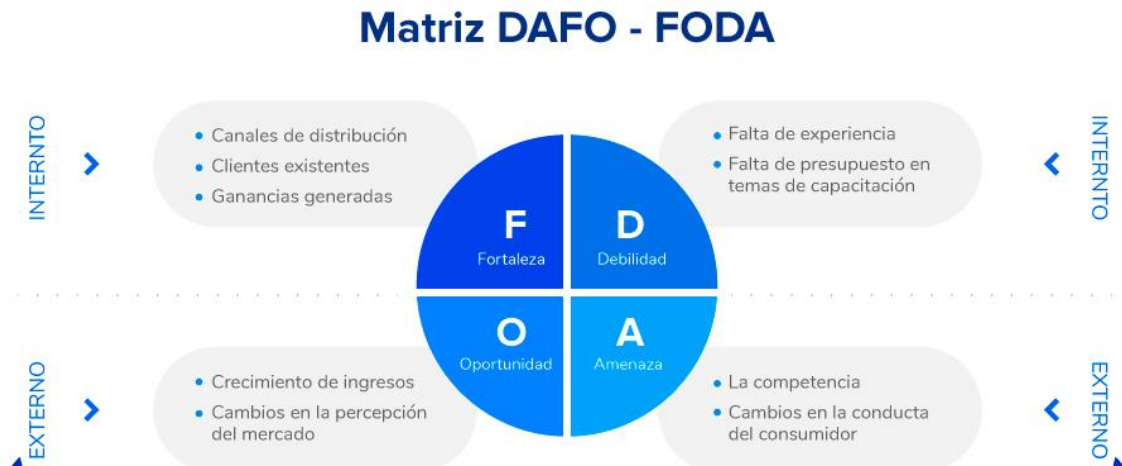 Matriz DAFO - FODA
INTERNTO
• Canales de distribución
• Clientes existentes
• Ganancias generadas
F
Fortaleza
D
Debilidad
• Falta de experiencia
• Falta de presupuesto en
temas de capacitación
INTERNTO
EXTERNO
• Crecimiento de ingresos
• Cambios en la percepción
del mercado
O
Oportunidad
A
Amenaza
• La competencia
• Cambios en la conducta
del consumidor
EXTERNO